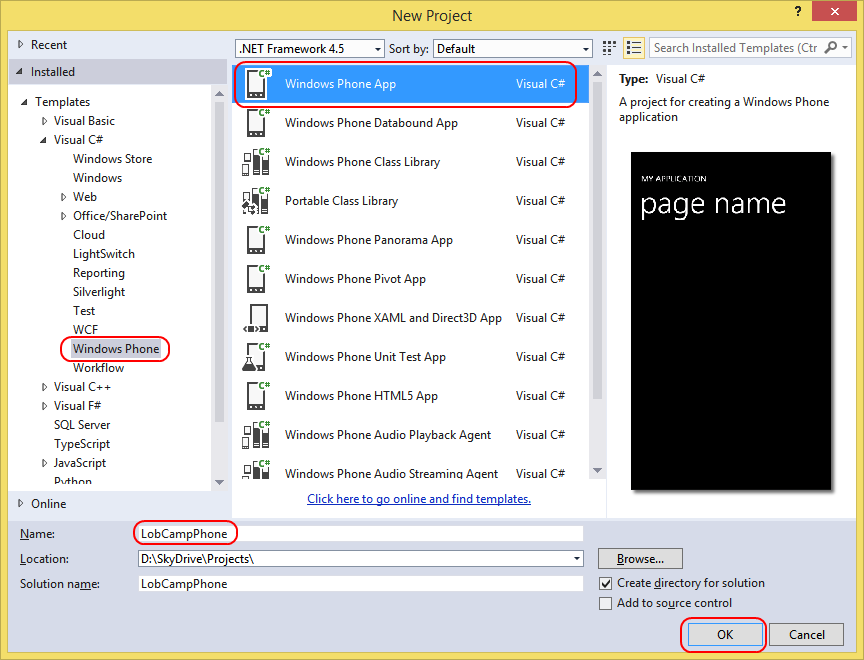 New Project
?
Recent
Installed
Templates
Visual Basic
Visual C#
Windows Store
Windows
Web
Office/SharePoint
Cloud
LightSwitch
Reporting
Silverlight
Test
WCF
Windows Phone
Workflow
Visual C++
Visual F#
SQL Server
TypeScript
JavaScript
Python
Online
.NET Framework 4.5 Sort by: Default
Windows Phone App Visual C#
Windows Phone Databound App Visual C#
Windows Phone Class Library Visual C#
Portable Class Library Visual C#
Windows Phone Panorama App Visual C#
Windows Phone Pivot App Visual C#
Windows Phone XAML and Direct3D App Visual C#
Windows Phone Unit Test App Visual C#
Windows Phone HTML5 App Visual C#
Windows Phone Audio Playback Agent Visual C#
Windows Phone Audio Streaming Agent Visual C#
Click here to go online and find templates.
Search Installed Templates (Ctr
Type: Visual C#
A project for creating a Windows Phone
application
MY APPLICATION
page name
Name: LobCampPhone
Location: D:\SkyDrive\Projects\
Browse...
Solution name: LobCampPhone
Create directory for solution
Add to source control
OK Cancel